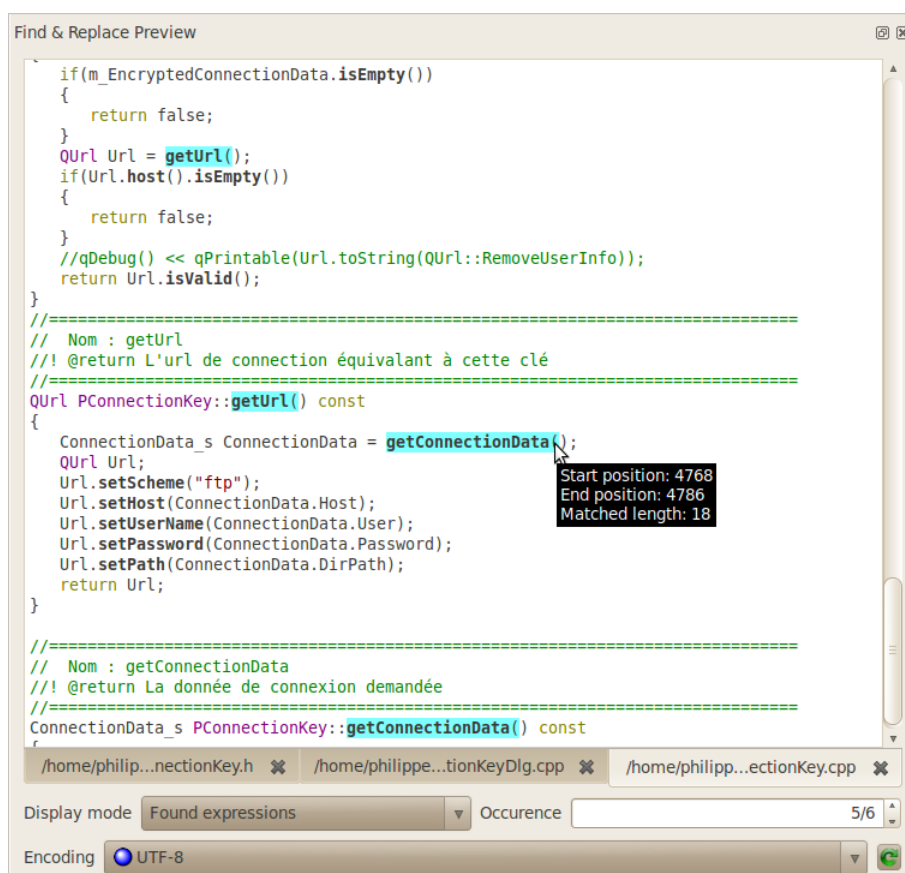 Find & Replace Preview
{
if(m_EncryptedConnectionData.isEmpty())
{
return false;
}
QUrl Url = getUrl();
if(Url.host().isEmpty())
{
return false;
}
//qDebug() << qPrintable(Url.toString(QUrl::RemoveUserInfo));
return Url.isValid();
}
//==============================================================================
//  Nom : getUrl
//! @return L'url de connection équivalant à cette clé
//==============================================================================
QUrl PConnectionKey::getUrl() const
{
ConnectionData_s ConnectionData = getConnectionData();
QUrl Url;
Url.setScheme("ftp");
Url.setHost(ConnectionData.Host);
Url.setUserName(ConnectionData.User);
Url.setPassword(ConnectionData.Password);
Url.setPath(ConnectionData.DirPath);
return Url;
}
Start position: 4768
End position: 4786
Matched length: 18
//==============================================================================
//  Nom : getConnectionData
//! @return La donnée de connexion demandée
//==============================================================================
ConnectionData_s PConnectionKey::getConnectionData() const
{
/home/philip...nectionKey.h /home/philippe...tionKeyDlg.cpp /home/philipp...ectionKey.cpp
Display mode Found expressions Occurence 5/6
Encoding UTF-8